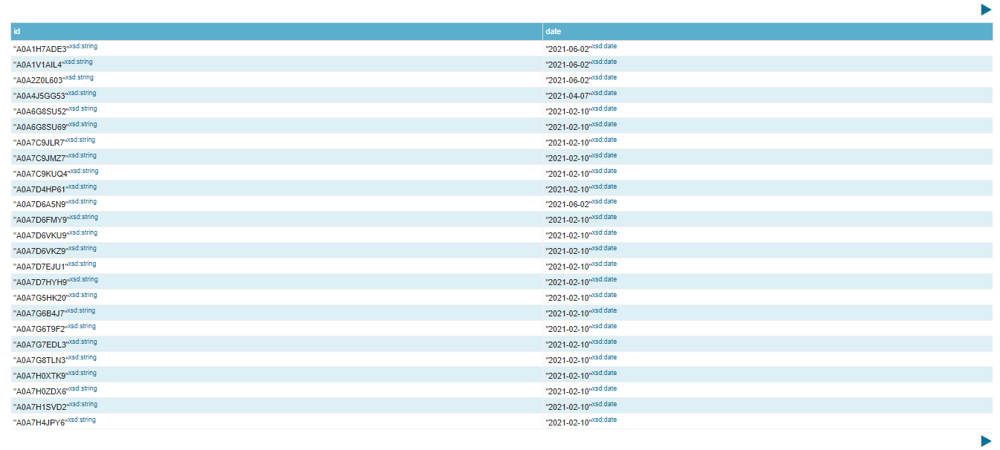 id date
"A0A1H7ADE3"xsd:string "2021-06-02"xsd:date
"A0A1V1AIL4"xsd:string "2021-06-02"xsd:date
"A0A2Z0L603"xsd:string "2021-06-02"xsd:date
"A0A4J5GG53"xsd:string "2021-04-07"xsd:date
"A0A6G8SU52"xsd:string "2021-02-10"xsd:date
"A0A6G8SU69"xsd:string "2021-02-10"xsd:date
"A0A7C9JLR7"xsd:string "2021-02-10"xsd:date
"A0A7C9JMZ7"xsd:string "2021-02-10"xsd:date
"A0A7C9KUQ4"xsd:string "2021-02-10"xsd:date
"A0A7D4HP61"xsd:string "2021-02-10"xsd:date
"A0A7D6A5N9"xsd:string "2021-06-02"xsd:date
"A0A7D6FMY9"xsd:string "2021-02-10"xsd:date
"A0A7D6VKU9"xsd:string "2021-02-10"xsd:date
"A0A7D6VKZ9"xsd:string "2021-02-10"xsd:date
"A0A7D7EJU1"xsd:string "2021-02-10"xsd:date
"A0A7D7HYH9"xsd:string "2021-02-10"xsd:date
"A0A7G5HK20"xsd:string "2021-02-10"xsd:date
"A0A7G6B4J7"xsd:string "2021-02-10"xsd:date
"A0A7G6T9F2"xsd:string "2021-02-10"xsd:date
"A0A7G7EDL3"xsd:string "2021-02-10"xsd:date
"A0A7G8TLN3"xsd:string "2021-02-10"xsd:date
"A0A7H0XTK9"xsd:string "2021-02-10"xsd:date
"A0A7H0ZDX6"xsd:string "2021-02-10"xsd:date
"A0A7H1SVD2"xsd:string "2021-02-10"xsd:date
"A0A7H4JPY6"xsd:string "2021-02-10"xsd:date